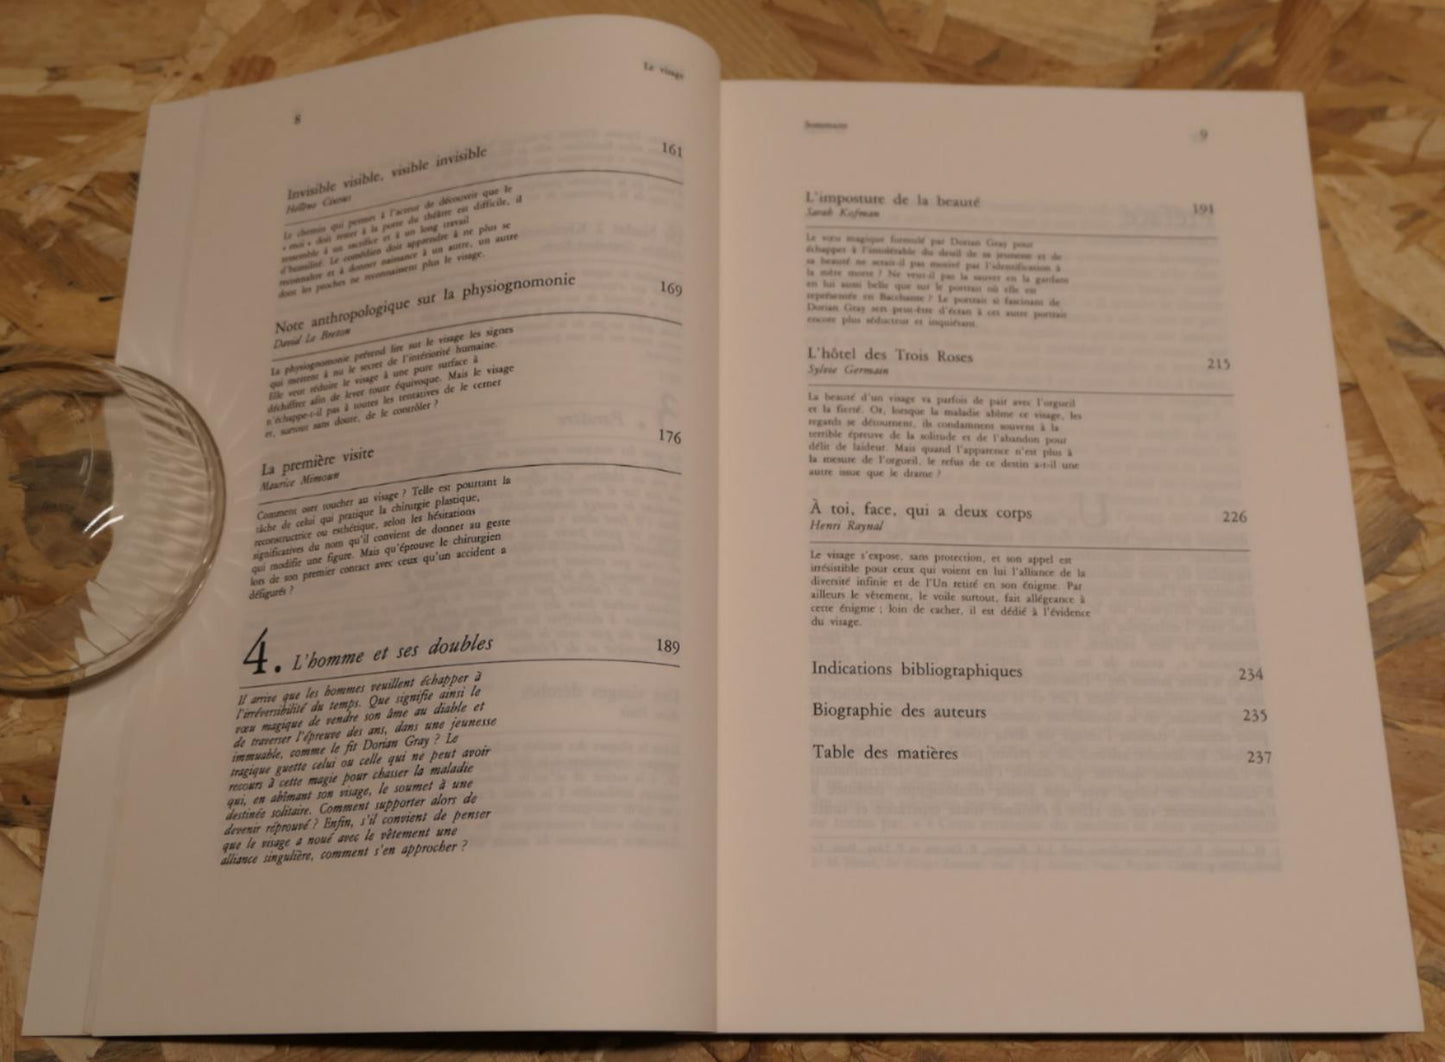 8
Le visage
Invisible visible, visible invisible 161
Hélène Cixous
Le chemin qui permet à l'acteur de découvrir que le
« moi » doit rester à la porte du théâtre est difficile, il
ressemble à un sacrifice et à un long travail
d'humilité. Le comédien doit apprendre à ne plus se
reconnaître et à donner naissance à un autre, un autre
dont les proches ne reconnaissent plus le visage.
Note anthropologique sur la physiognomonie 169
David Le Breton
La physiognomonie prétend lire sur le visage les signes
qui mettent à nu le secret de l'intériorité humaine.
Elle veut réduire le visage à une pure surface à
déchiffrer afin de lever toute équivoque. Mais le visage
n'échappe-t-il pas à toutes les tentatives de le cerner
et, surtout sans doute, de le contrôler ?
La première visite 176
Maurice Mimoun
Comment oser toucher au visage ? Telle est pourtant la
tâche de celui qui pratique la chirurgie plastique,
reconstructrice ou esthétique, selon les hésitations
significatives du nom qu'il convient de donner au geste
qui modifie une figure. Mais qu'éprouve le chirurgien
lors de son premier contact avec ceux qu'un accident a
défigurés ?
4. L'homme et ses doubles 189
Il arrive que les hommes veuillent échapper à
l'irréversibilité du temps. Que signifie ainsi le
vœu magique de vendre son âme au diable et
de traverser l'épreuve des ans, dans une jeunesse
immuable, comme le fit Dorian Gray ? Le
tragique guette celui ou celle qui ne peut avoir
recours à cette magie pour chasser la maladie
qui, en abîmant son visage, le soumet à une
destinée solitaire. Comment supporter alors de
devenir réprouvé ? Enfin, s'il convient de penser
que le visage a noué avec le vêtement une
alliance singulière, comment s'en approcher ?
Sommaire
9
L'imposture de la beauté 191
Sarah Kofman
Le vœu magique formulé par Dorian Gray pour
échapper à l'intolérable du deuil de sa jeunesse et de
sa beauté ne serait-il pas motivé par l'identification à
la mère morte ? Ne veut-il pas la sauver en la gardant
en lui aussi belle que sur le portrait où elle est
représentée en Bacchante ? Le portrait si fascinant de
Dorian Gray sert peut-être d'écran à cet autre portrait
encore plus séducteur et inquiétant.
L'hôtel des Trois Roses 215
Sylvie Germain
La beauté d'un visage va parfois de pair avec l'orgueil
et la fierté. Or, lorsque la maladie abîme ce visage, les
regards se détournent, ils condamnent souvent à la
terrible épreuve de la solitude et de l'abandon pour
délit de laideur. Mais quand l'apparence n'est plus à
la mesure de l'orgueil, le refus de ce destin a-t-il une
autre issue que le drame ?
À toi, face, qui a deux corps 226
Henri Raynal
Le visage s'expose, sans protection, et son appel est
irrésistible pour ceux qui voient en lui l'alliance de la
diversité infinie et de l'Un retiré en son énigme. Par
ailleurs le vêtement, le voile surtout, fait allégeance à
cette énigme ; loin de cacher, il est dédié à l'évidence
du visage.
Indications bibliographiques 234
Biographie des auteurs 235
Table des matières 237